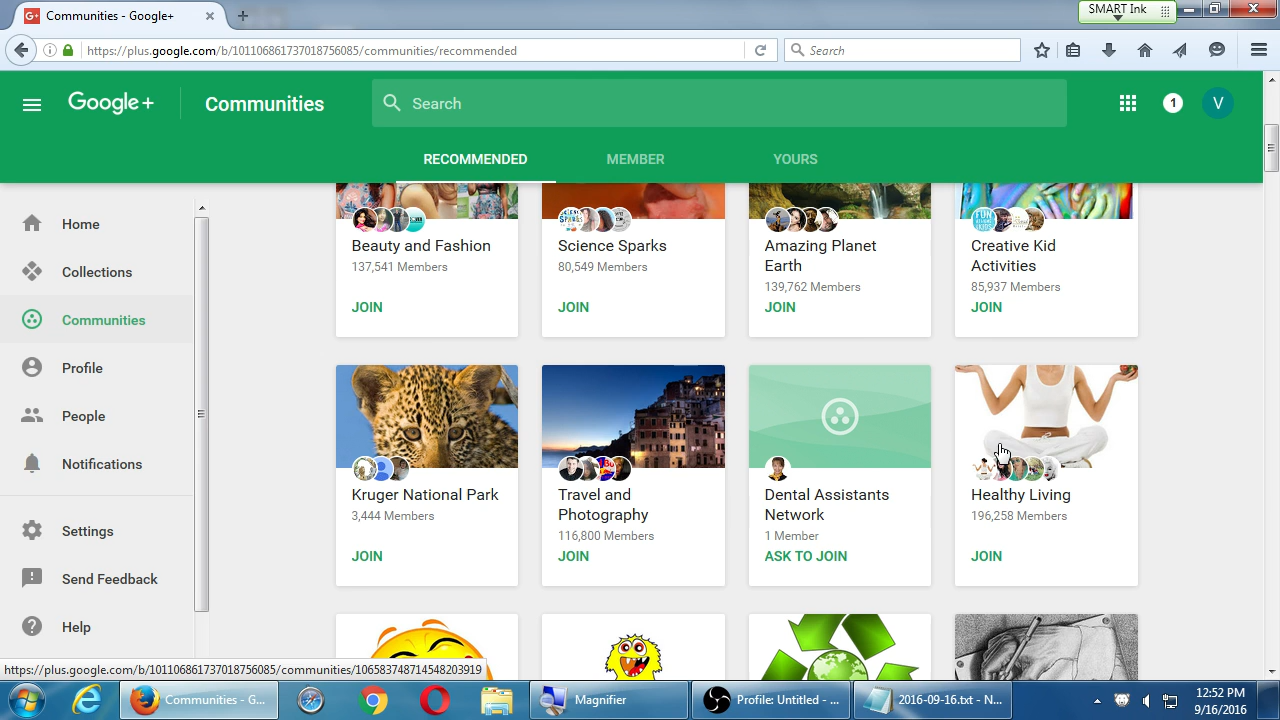 Communities - Google+
SMART Ink
https://plus.google.com/b/101106861737018756085/communities/recommended
Search
Google+
Communities
Search
1
V
RECOMMENDED
MEMBER
YOURS
Home
Collections
Communities
Profile
People
Notifications
Settings
Send Feedback
Help
Beauty and Fashion
137,541 Members
JOIN
Science Sparks
80,549 Members
JOIN
Amazing Planet
Earth
139,762 Members
JOIN
Creative Kid
Activities
85,937 Members
JOIN
Kruger National Park
3,444 Members
JOIN
Travel and
Photography
116,800 Members
JOIN
Dental Assistants
Network
1 Member
ASK TO JOIN
Healthy Living
196,258 Members
JOIN
https://plus.google.com/b/101106861737018756085/communities/106583748714548203919
Communities - G...
Magnifier
Profile: Untitled - ...
2016-09-16.txt - N...
12:52 PM
9/16/2016